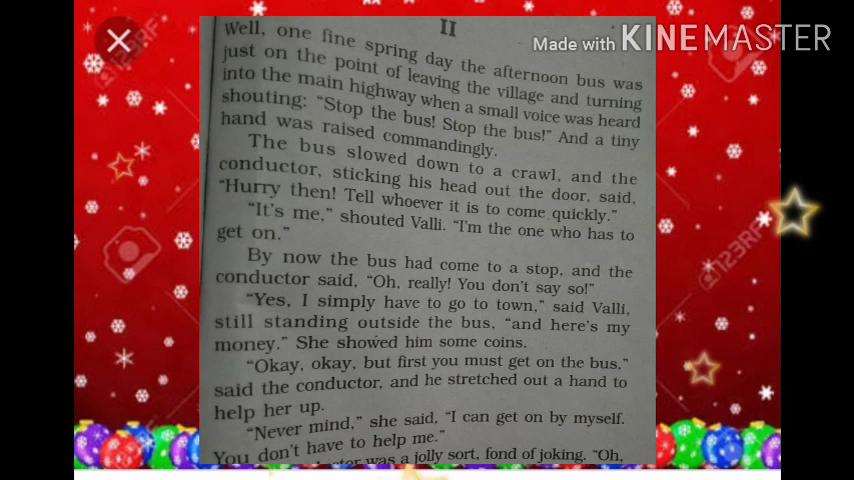 II
Made with KINEMASTER
Well, one fine spring day the afternoon bus was
just on the point of leaving the village and turning
into the main highway when a small voice was heard
shouting: “Stop the bus! Stop the bus!” And a tiny
hand was raised commandingly.
The bus slowed down to a crawl, and the
conductor, sticking his head out the door, said,
“Hurry then! Tell whoever it is to come quickly.”
“It's me,” shouted Valli. “I'm the one who has to
get on.”
By now the bus had come to a stop, and the
conductor said, “Oh, really! You don't say so!”
“Yes, I simply have to go to town,” said Valli,
still standing outside the bus, “and here's my
money.” She showed him some coins.
“Okay, okay, but first you must get on the bus,”
said the conductor, and he stretched out a hand to
help her up.
“Never mind,” she said, “I can get on by myself.
You don't have to help me.”
was a jolly sort, fond of joking. “Oh,
123RF
123RF